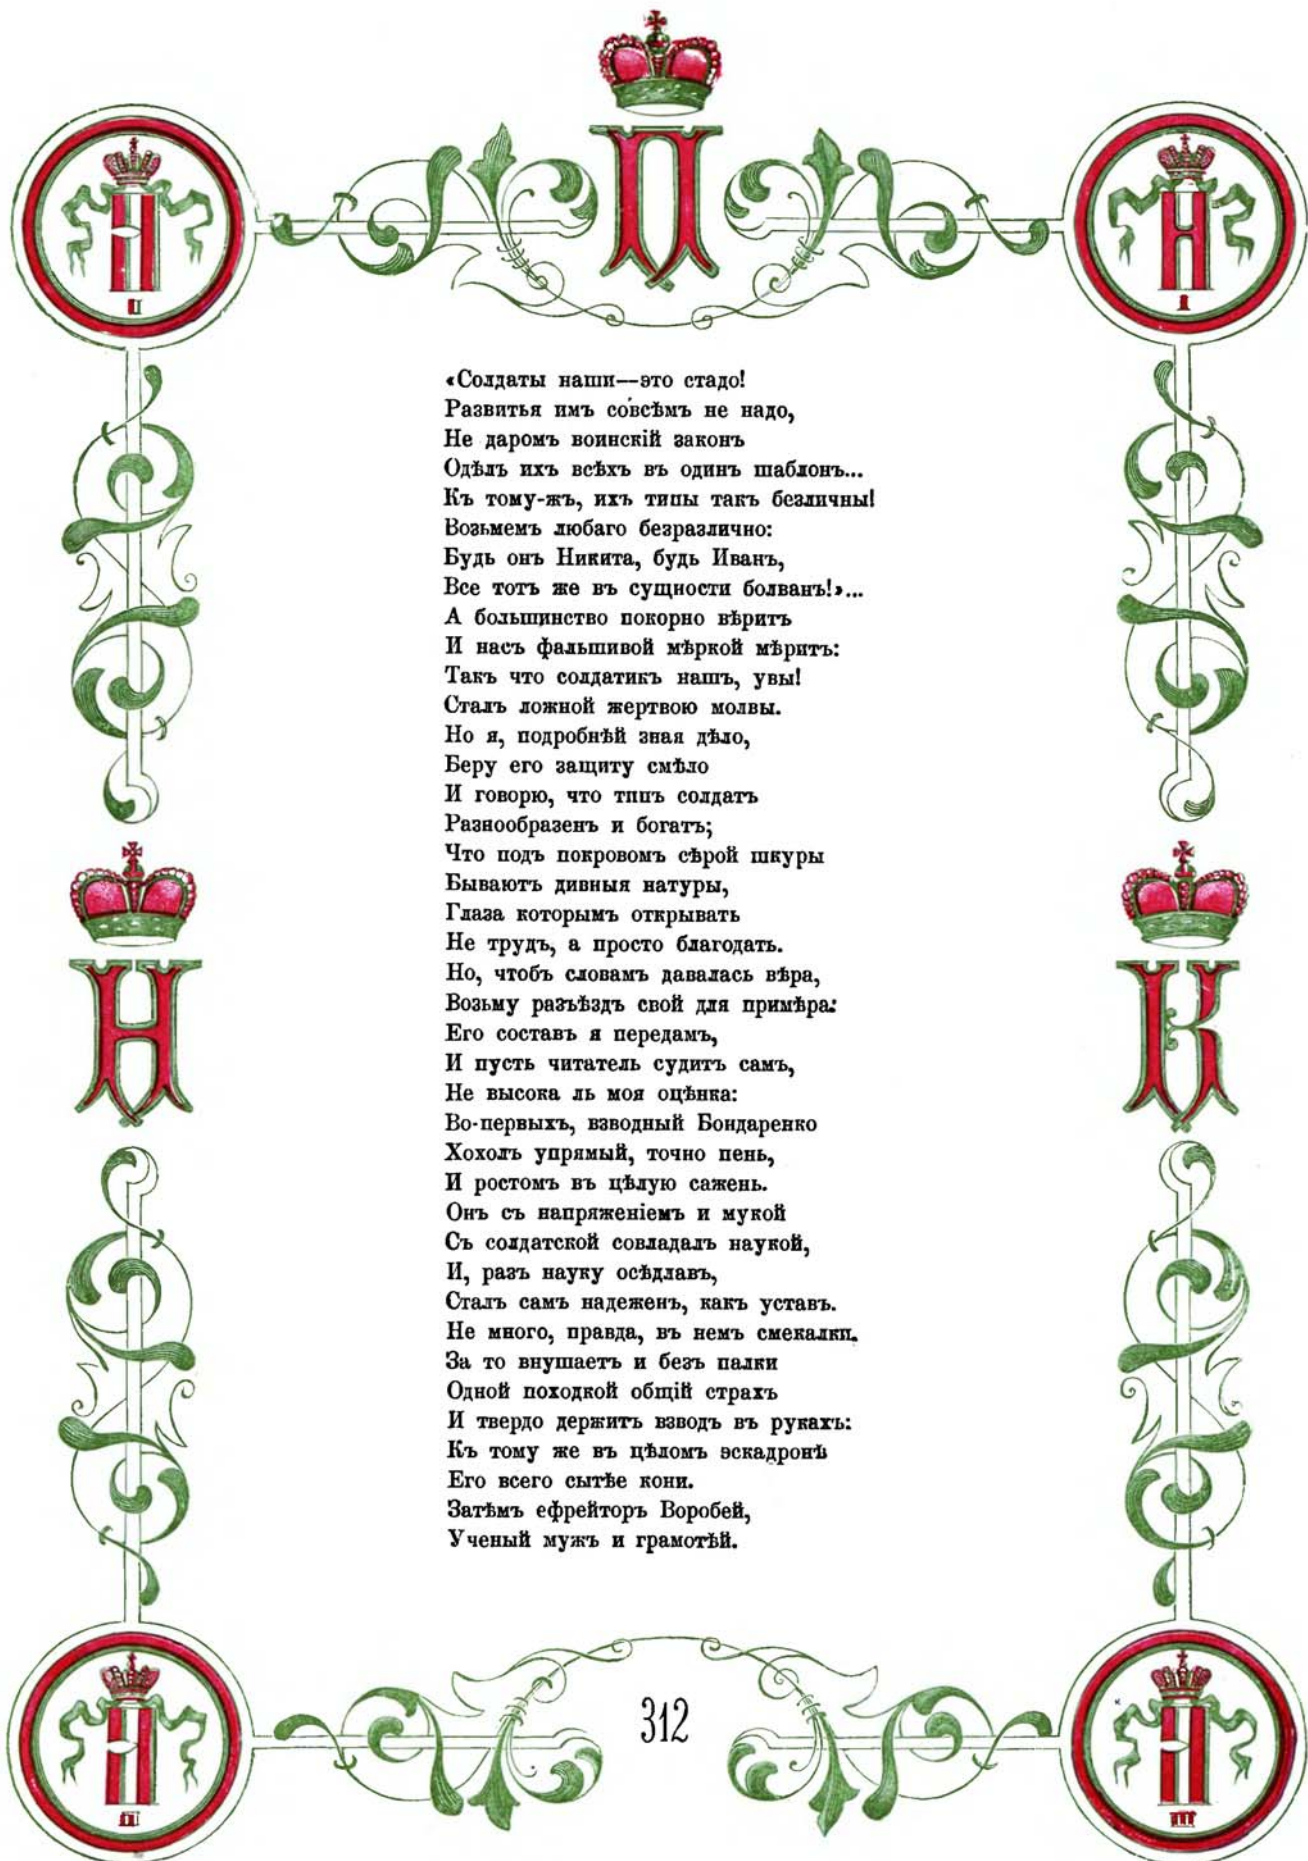 П
II
Н
I
«Солдаты наши—это стадо!
Развитья имъ совсѣмъ не надо,
Не даромъ воинскій законъ
Одѣлъ ихъ всѣхъ въ одинъ шаблонъ...
Къ тому-жъ, ихъ типы такъ безличны!
Возьмемъ любаго безразлично:
Будь онъ Никита, будь Иванъ,
Все тотъ же въ сущности болванъ!»...
А большинство покорно вѣритъ
И насъ фальшивой мѣркой мѣритъ:
Такъ что солдатикъ нашъ, увы!
Сталъ ложной жертвою молвы.
Но я, подробнѣй зная дѣло,
Беру его защиту смѣло
И говорю, что типъ солдатъ
Разнообразенъ и богатъ;
Что подъ покровомъ сѣрой шкуры
Бываютъ дивныя натуры,
Глаза которымъ открывать
Не трудъ, а просто благодать.
Но, чтобъ словамъ давалась вѣра,
Возьму разъѣздъ свой для примѣра:
Его составъ я передамъ,
И пусть читатель судитъ самъ,
Не высока ль моя оцѣнка:
Во-первыхъ, взводный Бондаренко
Хохолъ упрямый, точно пень,
И ростомъ въ цѣлую сажень.
Онъ съ напряженіемъ и мукой
Съ солдатской совладалъ наукой,
И, разъ науку осѣдлавъ,
Сталъ самъ надеженъ, какъ уставъ.
Не много, правда, въ немъ смекалки.
За то внушаетъ и безъ палки
Одной походкой общій страхъ
И твердо держитъ взводъ въ рукахъ:
Къ тому же въ цѣломъ эскадронѣ
Его всего сытѣе кони.
Затѣмъ ефрейторъ Воробей,
Ученый мужъ и грамотѣй.
Н
К
III
312